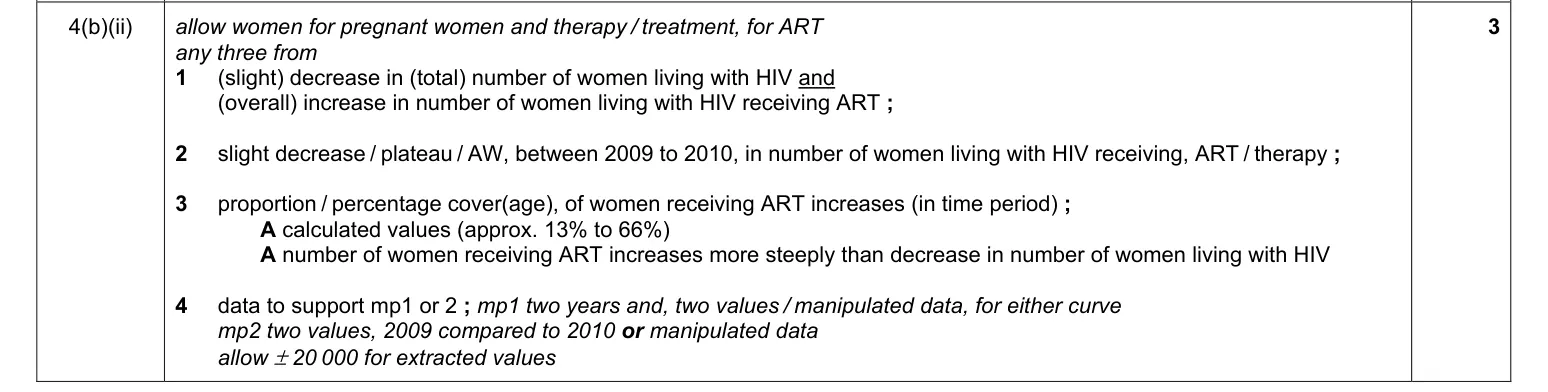 4(b)(ii) allow women for pregnant women and therapy / treatment, for ART 3
any three from
1 (slight) decrease in (total) number of women living with HIV and
(overall) increase in number of women living with HIV receiving ART ;
2 slight decrease / plateau / AW, between 2009 to 2010, in number of women living with HIV receiving, ART / therapy ;
3 proportion / percentage cover(age), of women receiving ART increases (in time period) ;
A calculated values (approx. 13% to 66%)
A number of women receiving ART increases more steeply than decrease in number of women living with HIV
4 data to support mp1 or 2 ; mp1 two years and, two values / manipulated data, for either curve
mp2 two values, 2009 compared to 2010 or manipulated data
allow ± 20 000 for extracted values